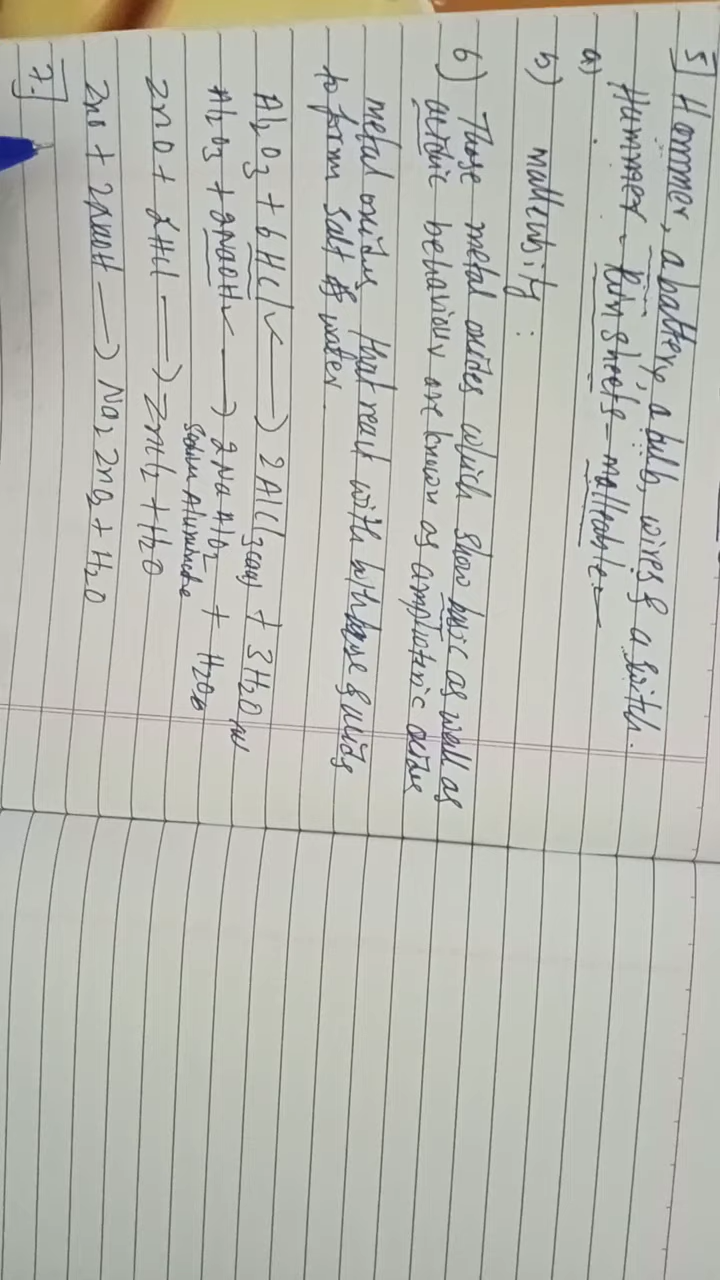 5] Hammer, a battery, a bulb, wires & a switch.
a) Hammer - thin sheets - malleable
b) malleability:
6) Those metal oxides which show basic as well as
acidic behaviour are known as amphoteric oxides
metal oxides that react with with base & acids
to form salt & water.
Al2O3 + 6HCl → 2AlCl3(aq) + 3H2O
Al2O3 + 2NaOH → 2NaAlO2 + H2O
Sodium Aluminate
ZnO + 2HCl → ZnCl2 + H2O
ZnO + 2NaOH → Na2ZnO2 + H2O
7.]